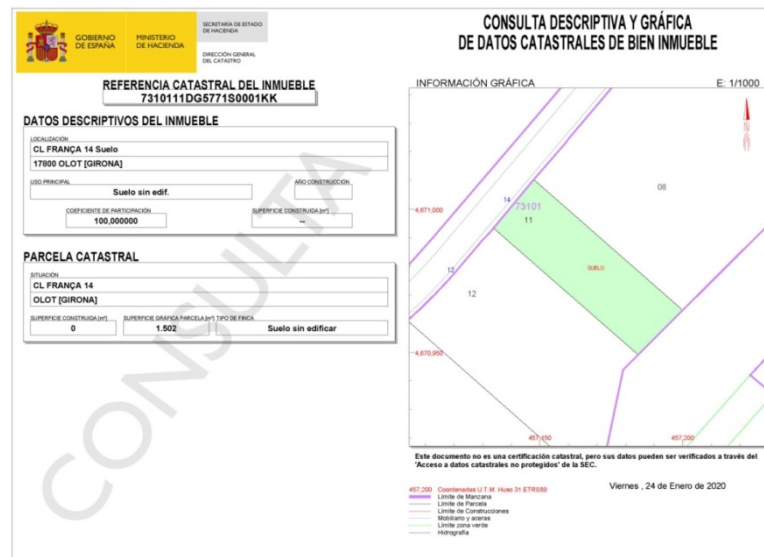 GOBIERNO
DE ESPAÑA
MINISTERIO
DE HACIENDA
SECRETARÍA DE ESTADO
DE HACIENDA
DIRECCIÓN GENERAL
DEL CATASTRO
CONSULTA DESCRIPTIVA Y GRÁFICA
DE DATOS CATASTRALES DE BIEN INMUEBLE
REFERENCIA CATASTRAL DEL INMUEBLE
7310111DG5771S0001KK
DATOS DESCRIPTIVOS DEL INMUEBLE
LOCALIZACIÓN
CL FRANÇA 14 Suelo
17800 OLOT [GIRONA]
USO PRINCIPAL
Suelo sin edif.
AÑO CONSTRUCCIÓN
COEFICIENTE DE PARTICIPACIÓN
100,000000
SUPERFICIE CONSTRUIDA [m²]
--
PARCELA CATASTRAL
SITUACIÓN
CL FRANÇA 14
OLOT [GIRONA]
SUPERFICIE CONSTRUIDA [m²]
0
SUPERFICIE GRÁFICA PARCELA [m²]
1.502
TIPO DE FINCA
Suelo sin edificar
CONSULTA
INFORMACIÓN GRÁFICA
E: 1/1000
08
14
73101
11
4,671,000
SUELO
12
12
4,670,950
457,150
457,200
Este documento no es una certificación catastral, pero sus datos pueden ser verificados a través del
'Acceso a datos catastrales no protegidos' de la SEC.
457,200 Coordenadas U.T.M. Huso 31 ETRS89
Límite de Manzana
Límite de Parcela
Límite de Construcciones
Mobiliario y aceras
Límite zona verde
Hidrografía
Viernes , 24 de Enero de 2020